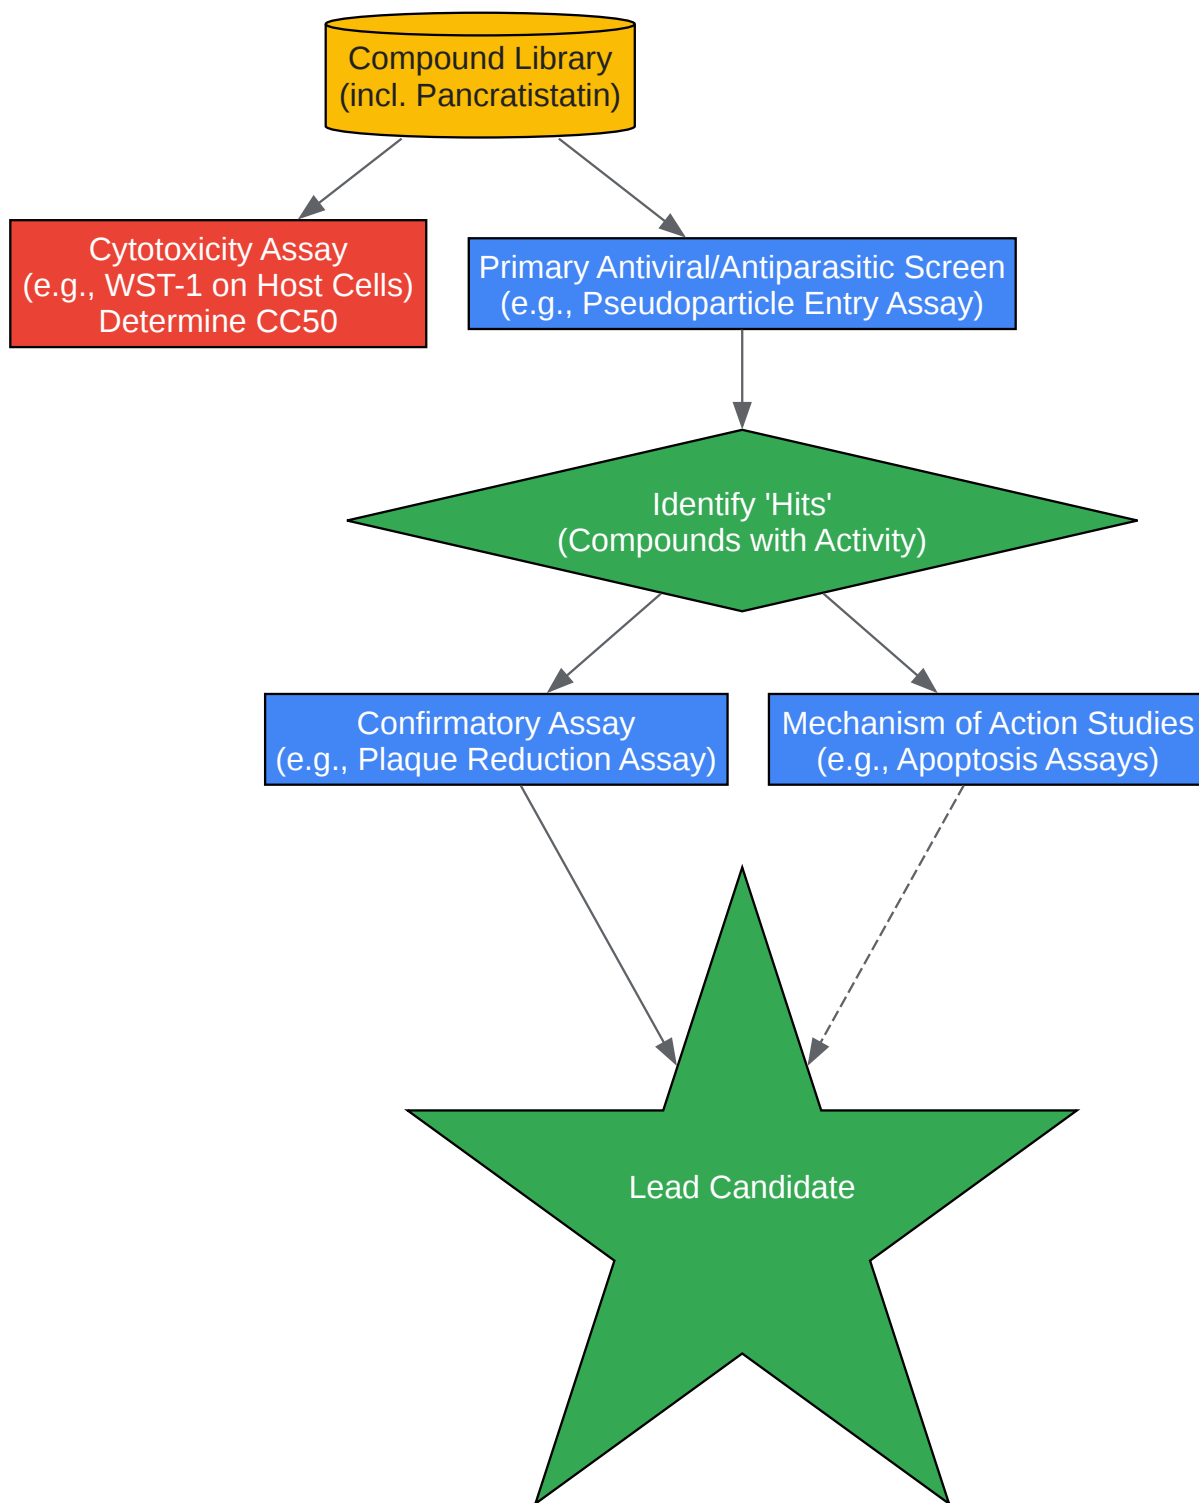 Compound Library
(incl. Pancratistatin)
Cytotoxicity Assay
(e.g., WST-1 on Host Cells)
Determine CC50
Primary Antiviral/Antiparasitic Screen
(e.g., Pseudoparticle Entry Assay)
Identify 'Hits'
(Compounds with Activity)
Confirmatory Assay
(e.g., Plaque Reduction Assay)
Mechanism of Action Studies
(e.g., Apoptosis Assays)
Lead Candidate